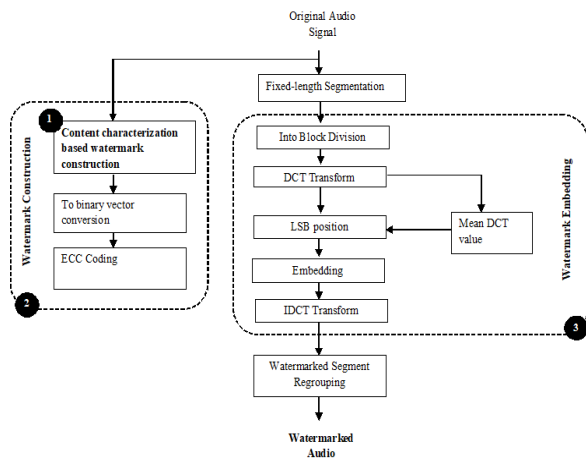 Original Audio
Signal
Fixed-length Segmentation
1
Content characterization
based watermark
construction
To binary vector
conversion
ECC Coding
Watermark Construction
2
Into Block Division
DCT Transform
LSB position
Mean DCT
value
Embedding
IDCT Transform
Watermark Embedding
3
Watermarked Segment
Regrouping
Watermarked
Audio